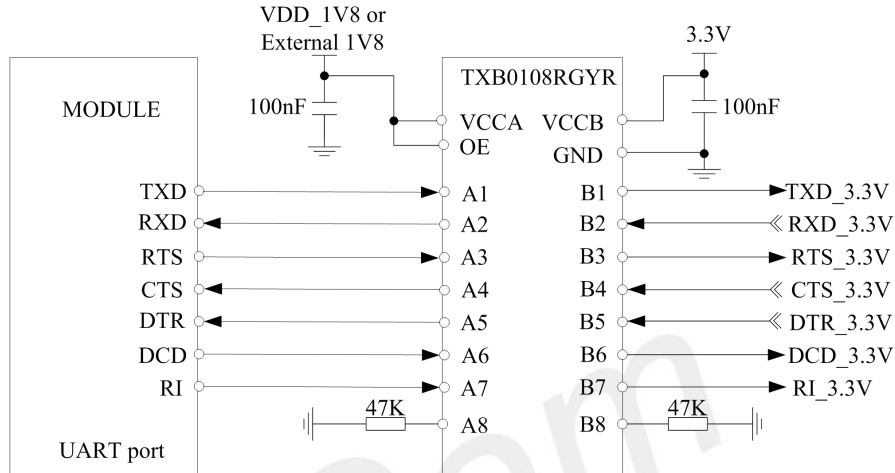 VDD_1V8 or
External 1V8
3.3V
TXB0108RGYR
MODULE
100nF
100nF
VCCA VCCB
OE
GND
TXD A1 B1 TXD_3.3V
RXD A2 B2 RXD_3.3V
RTS A3 B3 RTS_3.3V
CTS A4 B4 CTS_3.3V
DTR A5 B5 DTR_3.3V
DCD A6 B6 DCD_3.3V
RI A7 B7 RI_3.3V
47K A8 B8 47K
UART port